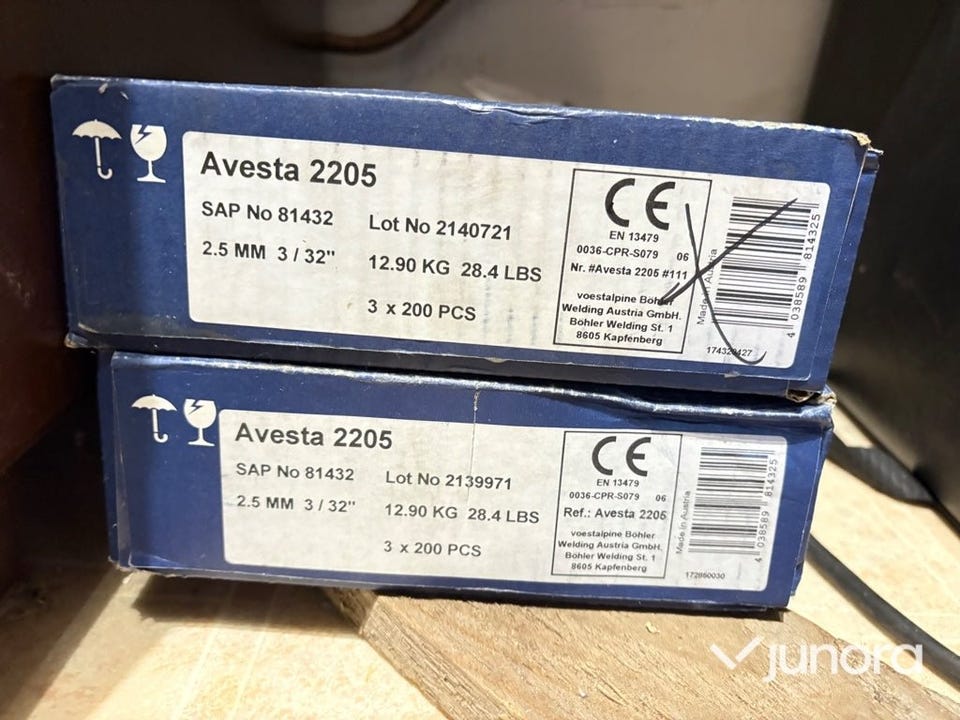 Avesta 2205
SAP No 81432
Lot No 2140721
2.5 MM 3 / 32"
12.90 KG 28.4 LBS
3 x 200 PCS
CE
EN 13479
0036-CPR-S079 06
Nr. #Avesta 2205 #111
voestalpine Böhler
Welding Austria GmbH.
Böhler Welding St. 1
8605 Kapfenberg
Made in Austria
4 038589 814325
Avesta 2205
SAP No 81432
Lot No 2139971
2.5 MM 3 / 32"
12.90 KG 28.4 LBS
3 x 200 PCS
CE
EN 13479
0036-CPR-S079 06
Ref.: Avesta 2205
voestalpine Böhler
Welding Austria GmbH.
Böhler Welding St. 1
8605 Kapfenberg
Made in Austria
4 038589 814325
172860030
junora